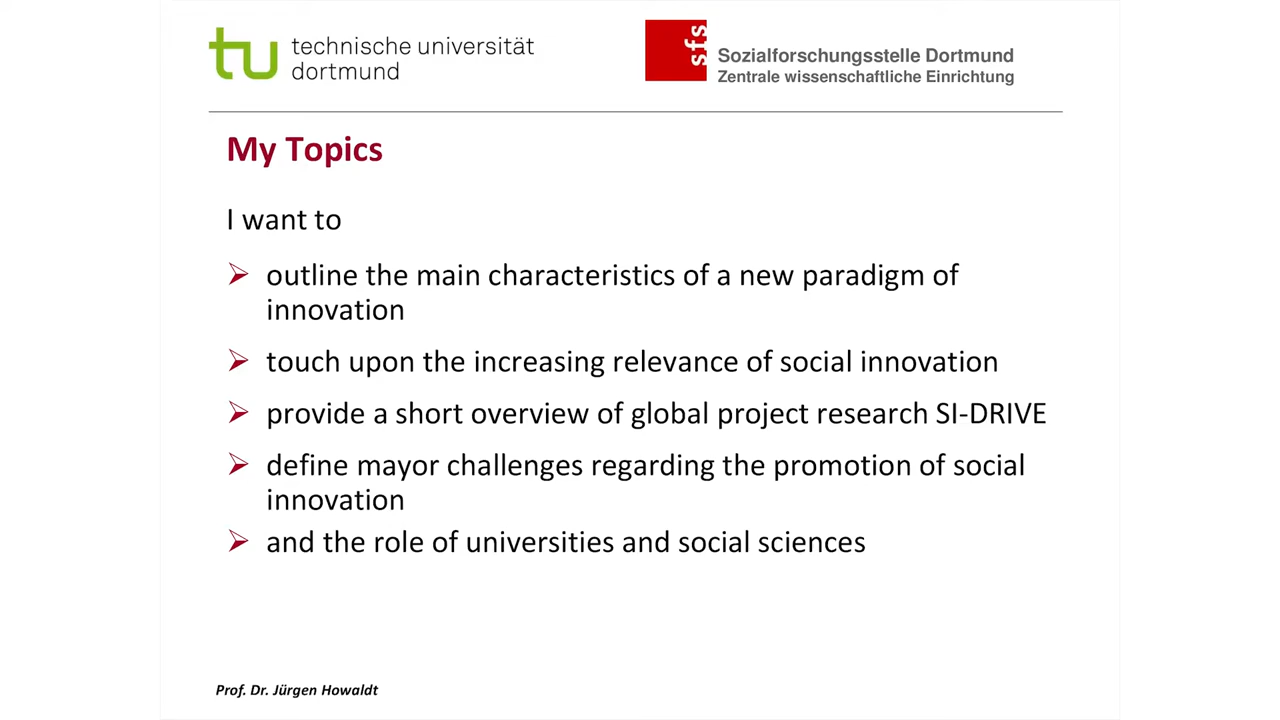 tu technische universität
dortmund
sfs
Sozialforschungsstelle Dortmund
Zentrale wissenschaftliche Einrichtung
My Topics
I want to
outline the main characteristics of a new paradigm of
innovation
touch upon the increasing relevance of social innovation
provide a short overview of global project research SI-DRIVE
define mayor challenges regarding the promotion of social
innovation
and the role of universities and social sciences
Prof. Dr. Jürgen Howaldt